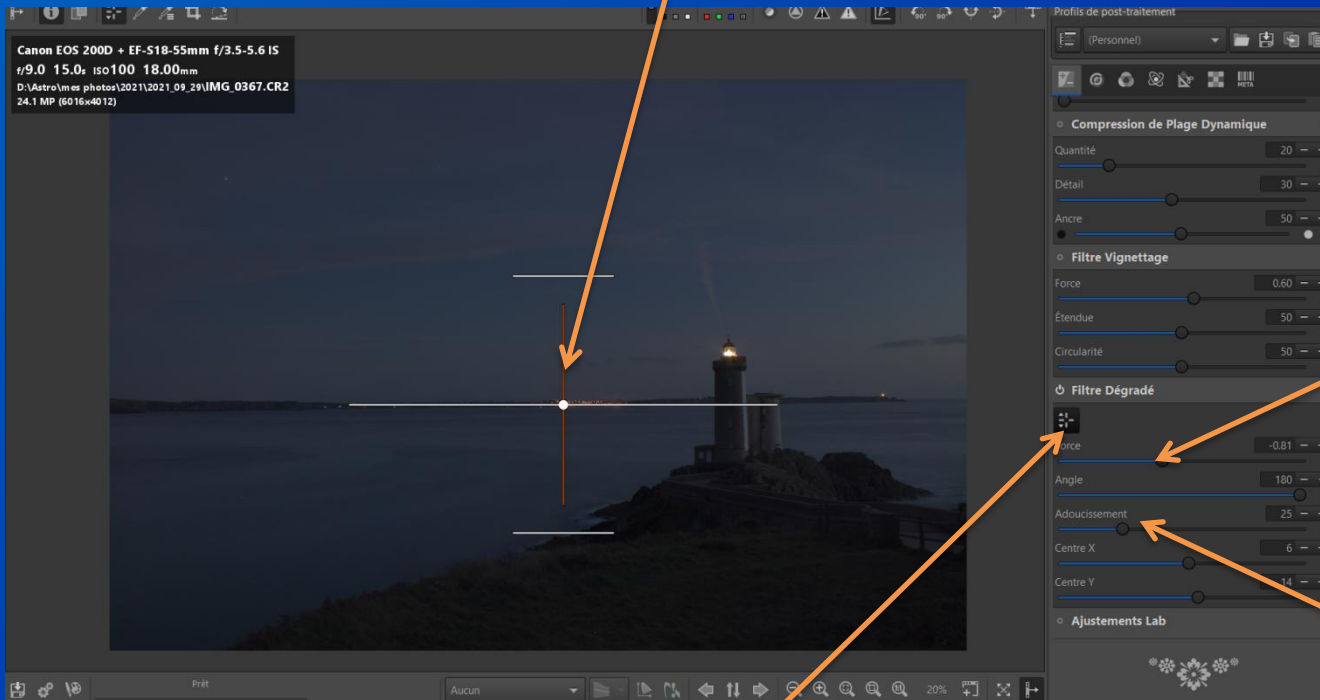 Canon EOS 200D + EF-S18-55mm f/3.5-5.6 IS
f/9.0 15.0s ISO100 18.00mm
D:\Astro\mes photos\2021\2021_09_29\IMG_0367.CR2
24.1 MP (6016x4012)
Profils de post-traitement
(Personnel)
META
Compression de Plage Dynamique
Quantité 20
Détail 30
Ancre 50
Filtre Vignettage
Force 0.60
Étendue 50
Circularité 50
Filtre Dégradé
Force -0.81
Angle 180
Adoucissement 25
Centre X 6
Centre Y 14
Ajustements Lab
Prêt
Aucun
20%